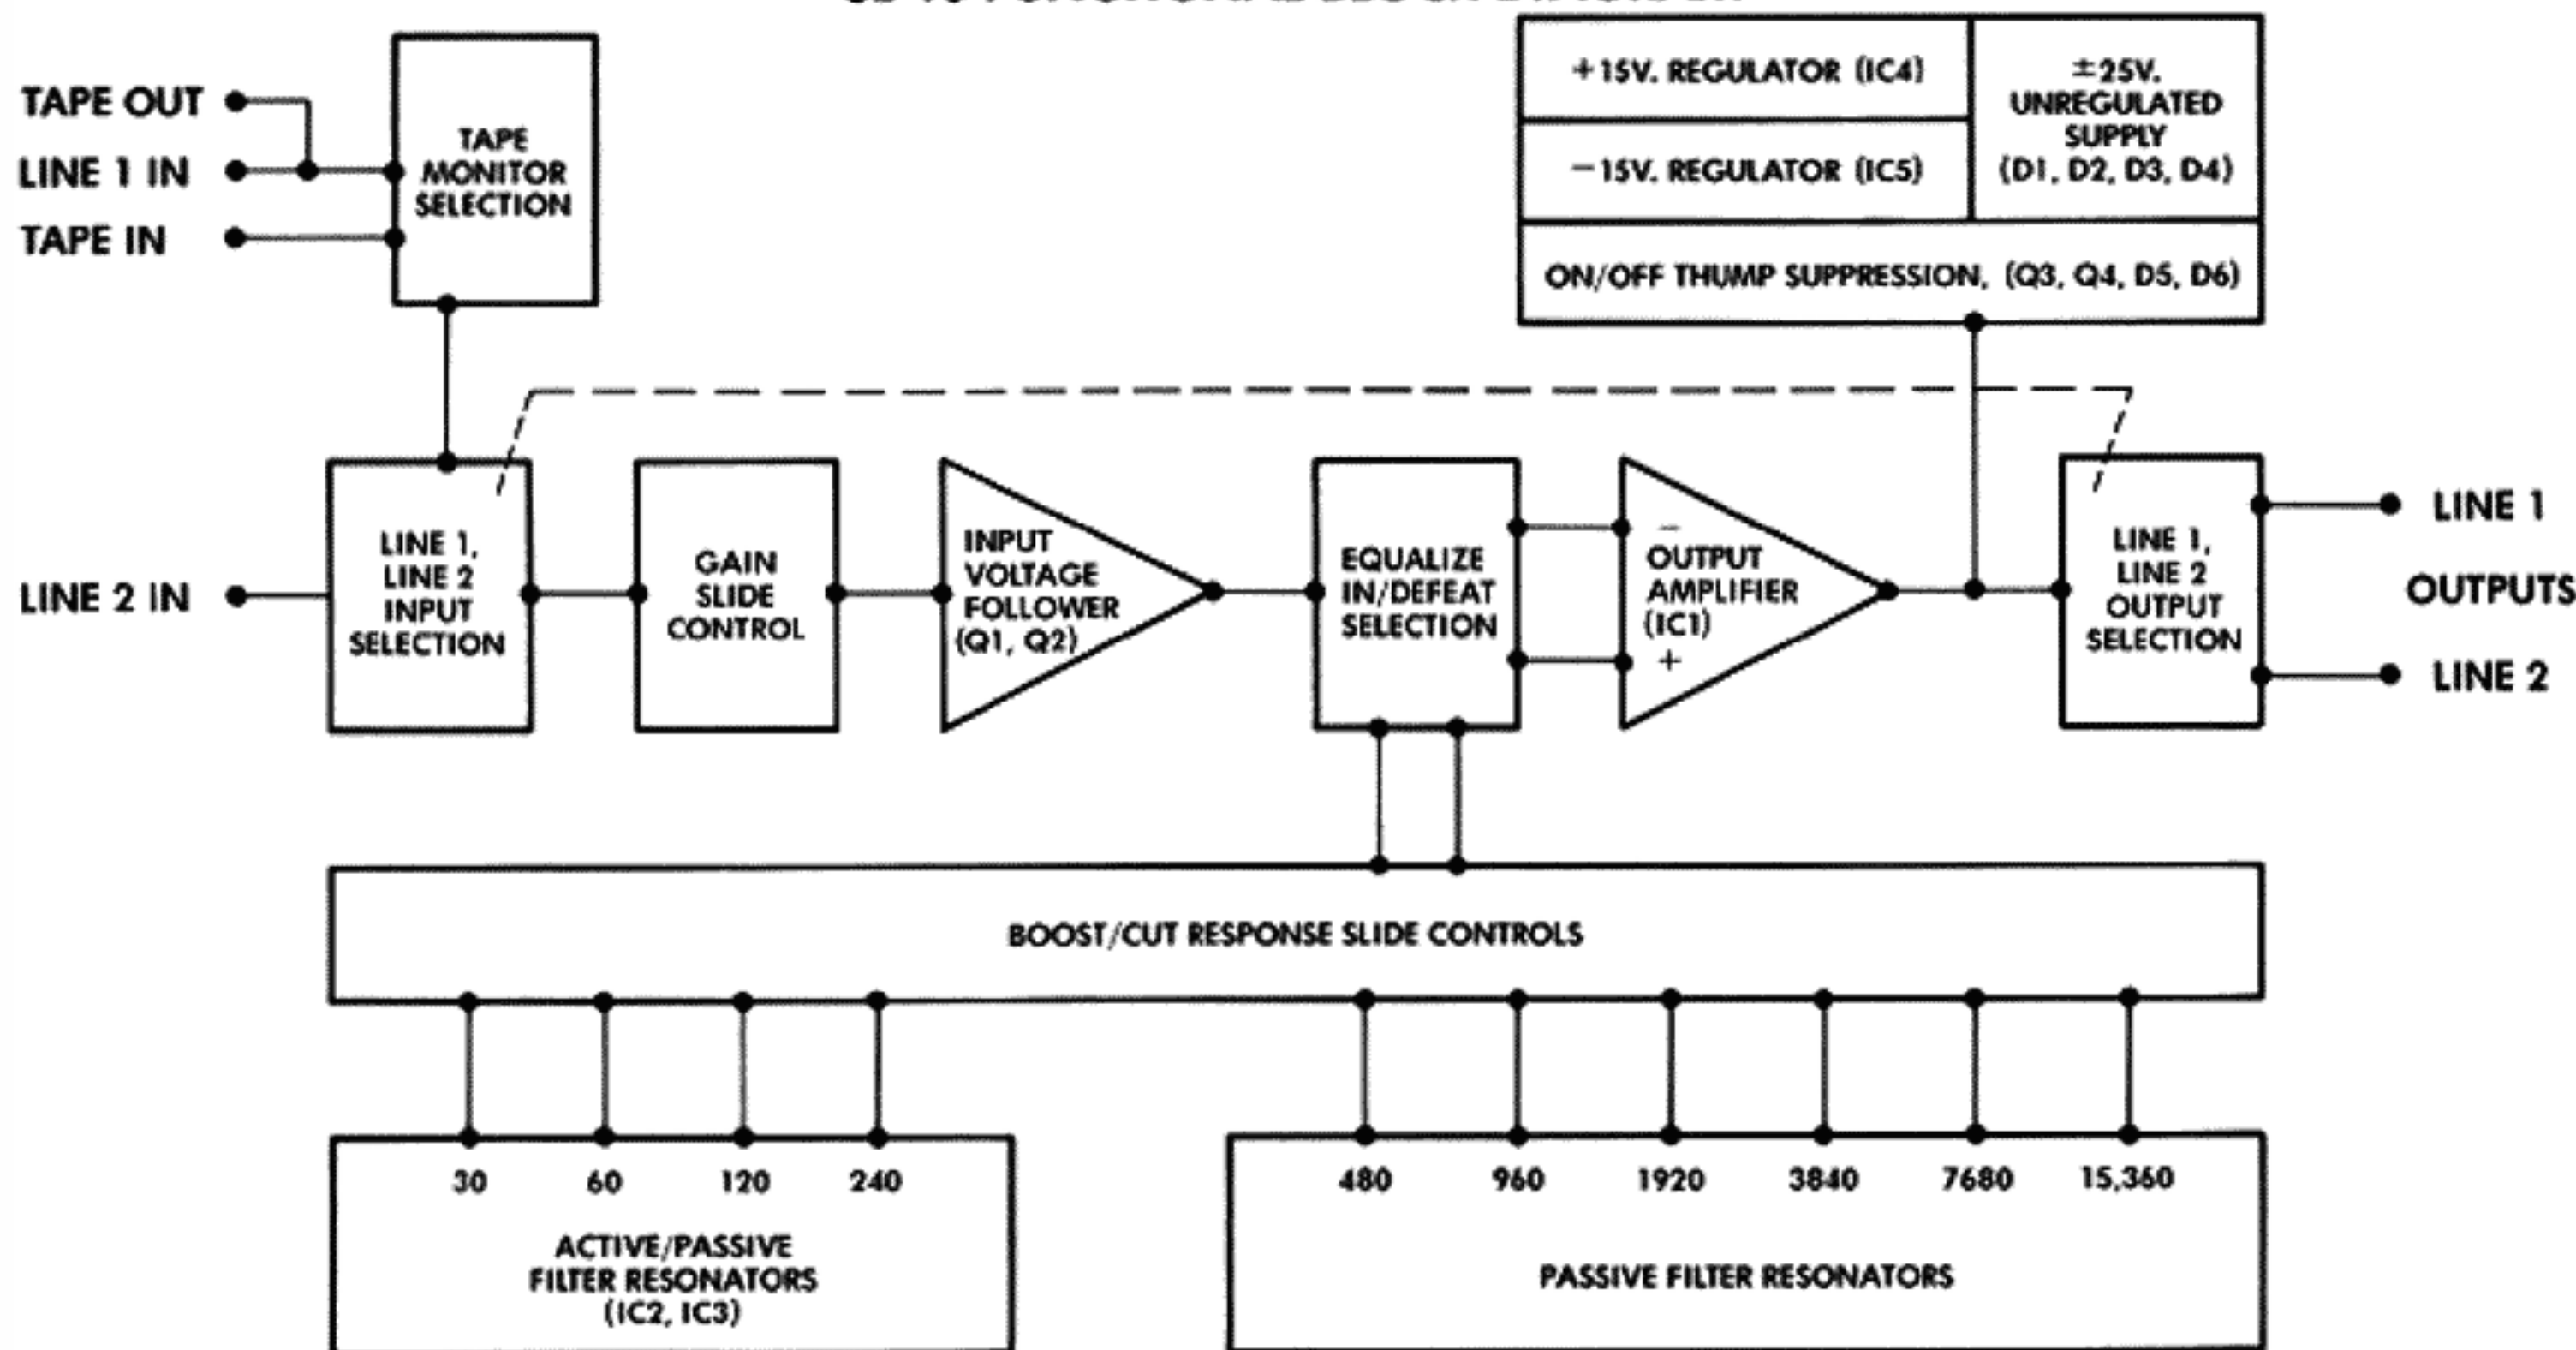 TAPE OUT
LINE 1 IN
TAPE IN
TAPE
MONITOR
SELECTION
+15V. REGULATOR (IC4)
−15V. REGULATOR (IC5)
±25V.
UNREGULATED
SUPPLY
(D1, D2, D3, D4)
ON/OFF THUMP SUPPRESSION, (Q3, Q4, D5, D6)
LINE 2 IN
LINE 1,
LINE 2
INPUT
SELECTION
GAIN
SLIDE
CONTROL
INPUT
VOLTAGE
FOLLOWER
(Q1, Q2)
EQUALIZE
IN/DEFEAT
SELECTION
−
OUTPUT
AMPLIFIER
(IC1)
+
LINE 1,
LINE 2
OUTPUT
SELECTION
LINE 1
OUTPUTS
LINE 2
BOOST/CUT RESPONSE SLIDE CONTROLS
30 60 120 240
ACTIVE/PASSIVE
FILTER RESONATORS
(IC2, IC3)
480 960 1920 3840 7680 15,360
PASSIVE FILTER RESONATORS